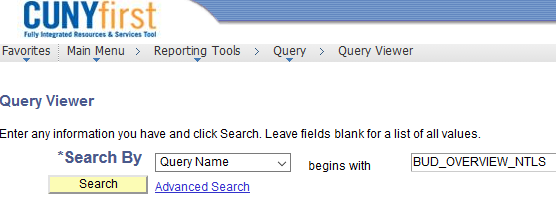 CUNYfirst
Fully Integrated Resources & Services Tool
Favorites Main Menu > Reporting Tools > Query > Query Viewer
Query Viewer
Enter any information you have and click Search. Leave fields blank for a list of all values.
*Search By Query Name begins with BUD_OVERVIEW_NTLS
Search Advanced Search